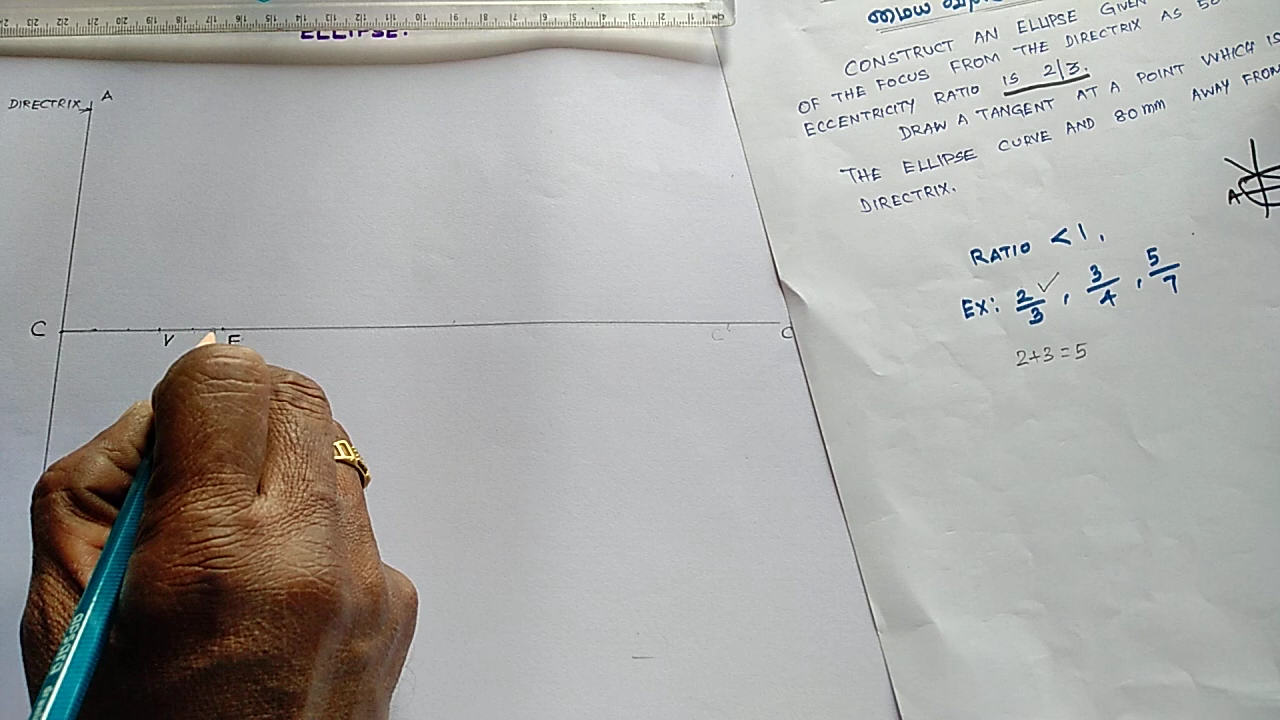 ELLIPSE:
DIRECTRIX A
C V F C' C
apsara
மைய
CONSTRUCT AN ELLIPSE GIVEN
OF THE FOCUS FROM THE DIRECTRIX AS 50
ECCENTRICITY RATIO IS 2/3.
DRAW A TANGENT AT A POINT WHICH IS
THE ELLIPSE CURVE AND 80mm AWAY FROM
DIRECTRIX.
A
RATIO < 1.
EX: 2/3 ✓, 3/4, 5/7
2+3=5